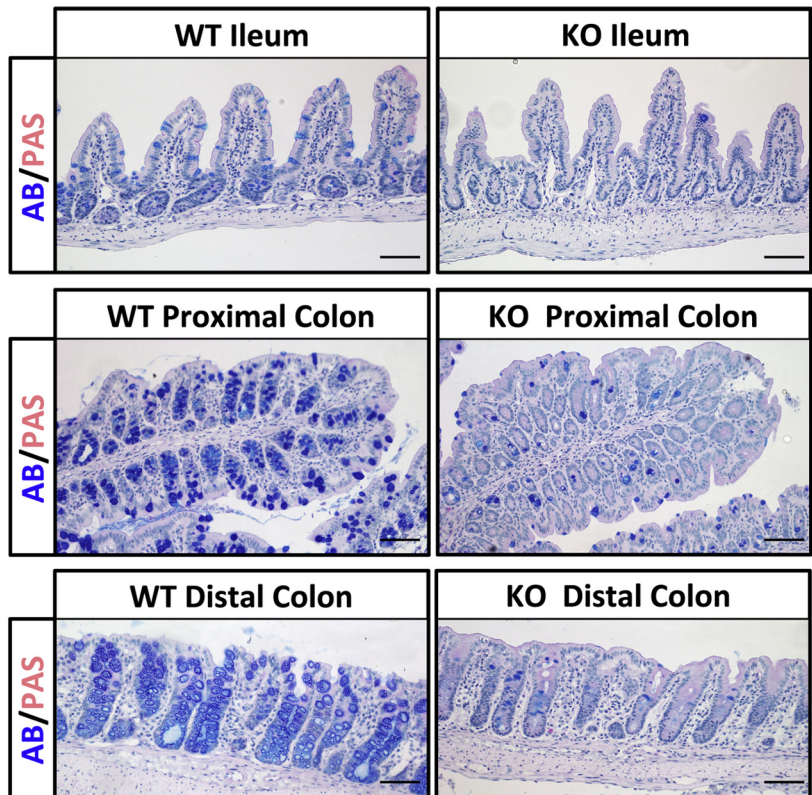 WT Ileum
KO Ileum
AB/PAS
WT Proximal Colon
KO Proximal Colon
AB/PAS
WT Distal Colon
KO Distal Colon
AB/PAS